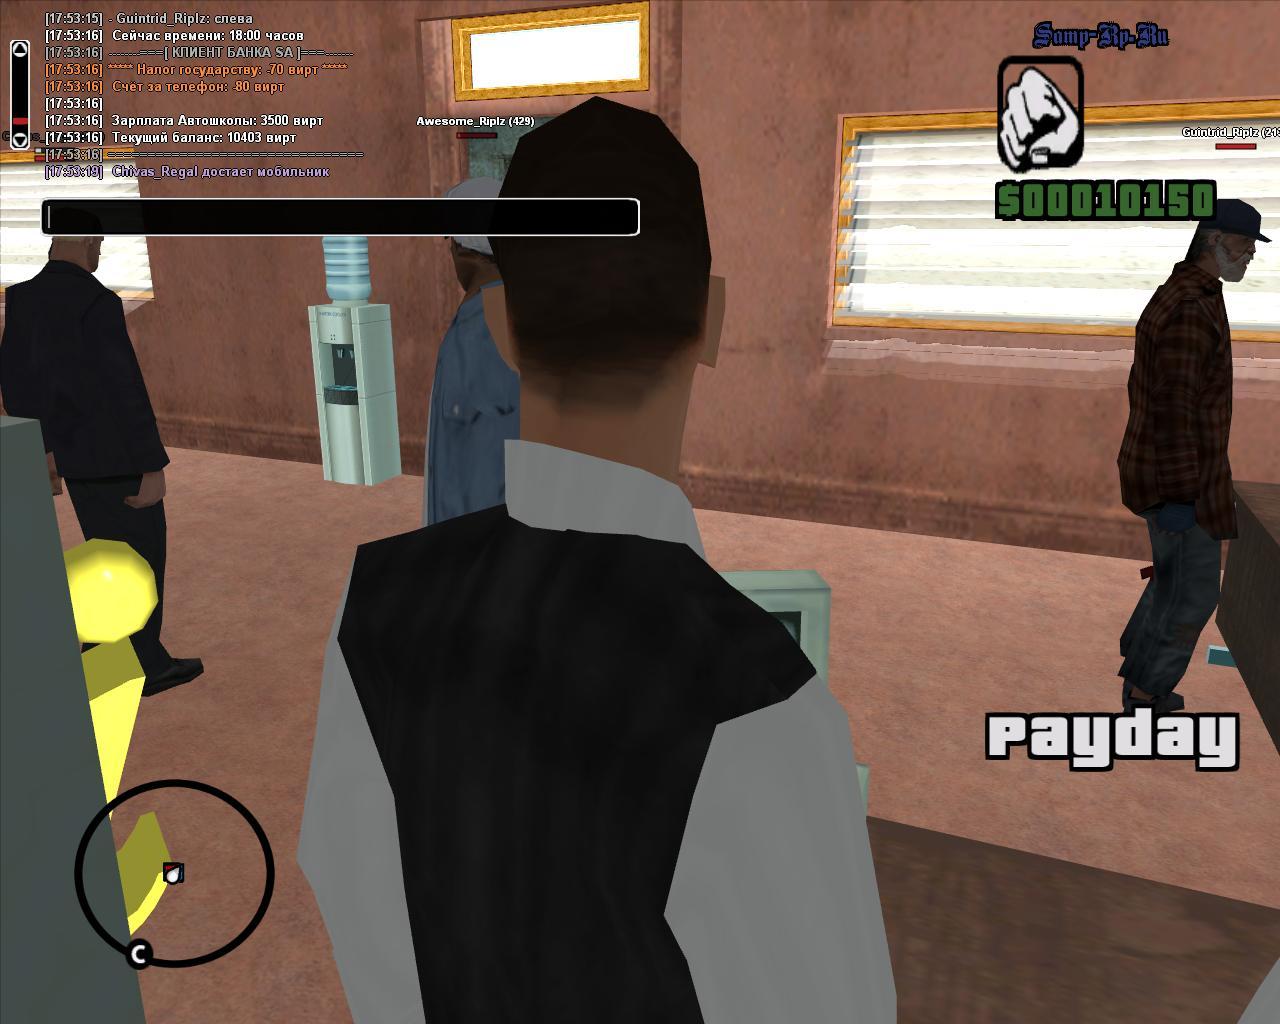 [17:53:15] - Guintrid_Riplz: слева
[17:53:16] Сейчас времени: 18:00 часов
[17:53:16] ------===[ КЛИЕНТ БАНКА SA ]===------
[17:53:16] ***** Налог государству: -70 вирт *****
[17:53:16] Счёт за телефон: -80 вирт
[17:53:16]
[17:53:16] Зарплата Автошколы: 3500 вирт
[17:53:16] Текущий баланс: 10403 вирт
[17:53:16] ==================================
[17:53:19] Chivas_Regal достает мобильник
Samp-Rp.Ru
Awesome_Riplz (429)
Guintrid_Riplz (219
$00010150
payday
C